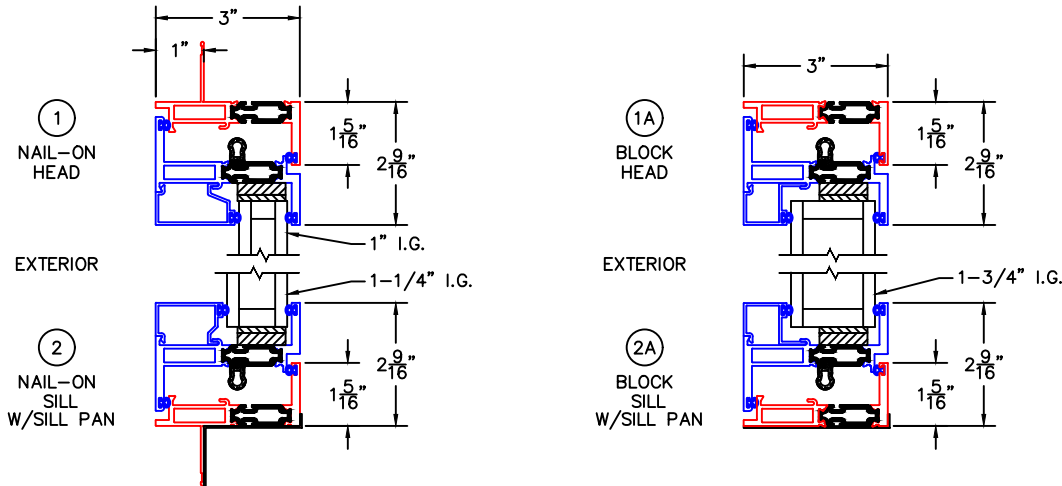 3"
1"
1
NAIL-ON
HEAD
1 5/16"
2 9/16"
1" I.G.
EXTERIOR
1-1/4" I.G.
2
NAIL-ON
SILL
W/SILL PAN
2 9/16"
1 5/16"
3"
1A
BLOCK
HEAD
1 5/16"
2 9/16"
EXTERIOR
1-3/4" I.G.
2A
BLOCK
SILL
W/SILL PAN
2 9/16"
1 5/16"